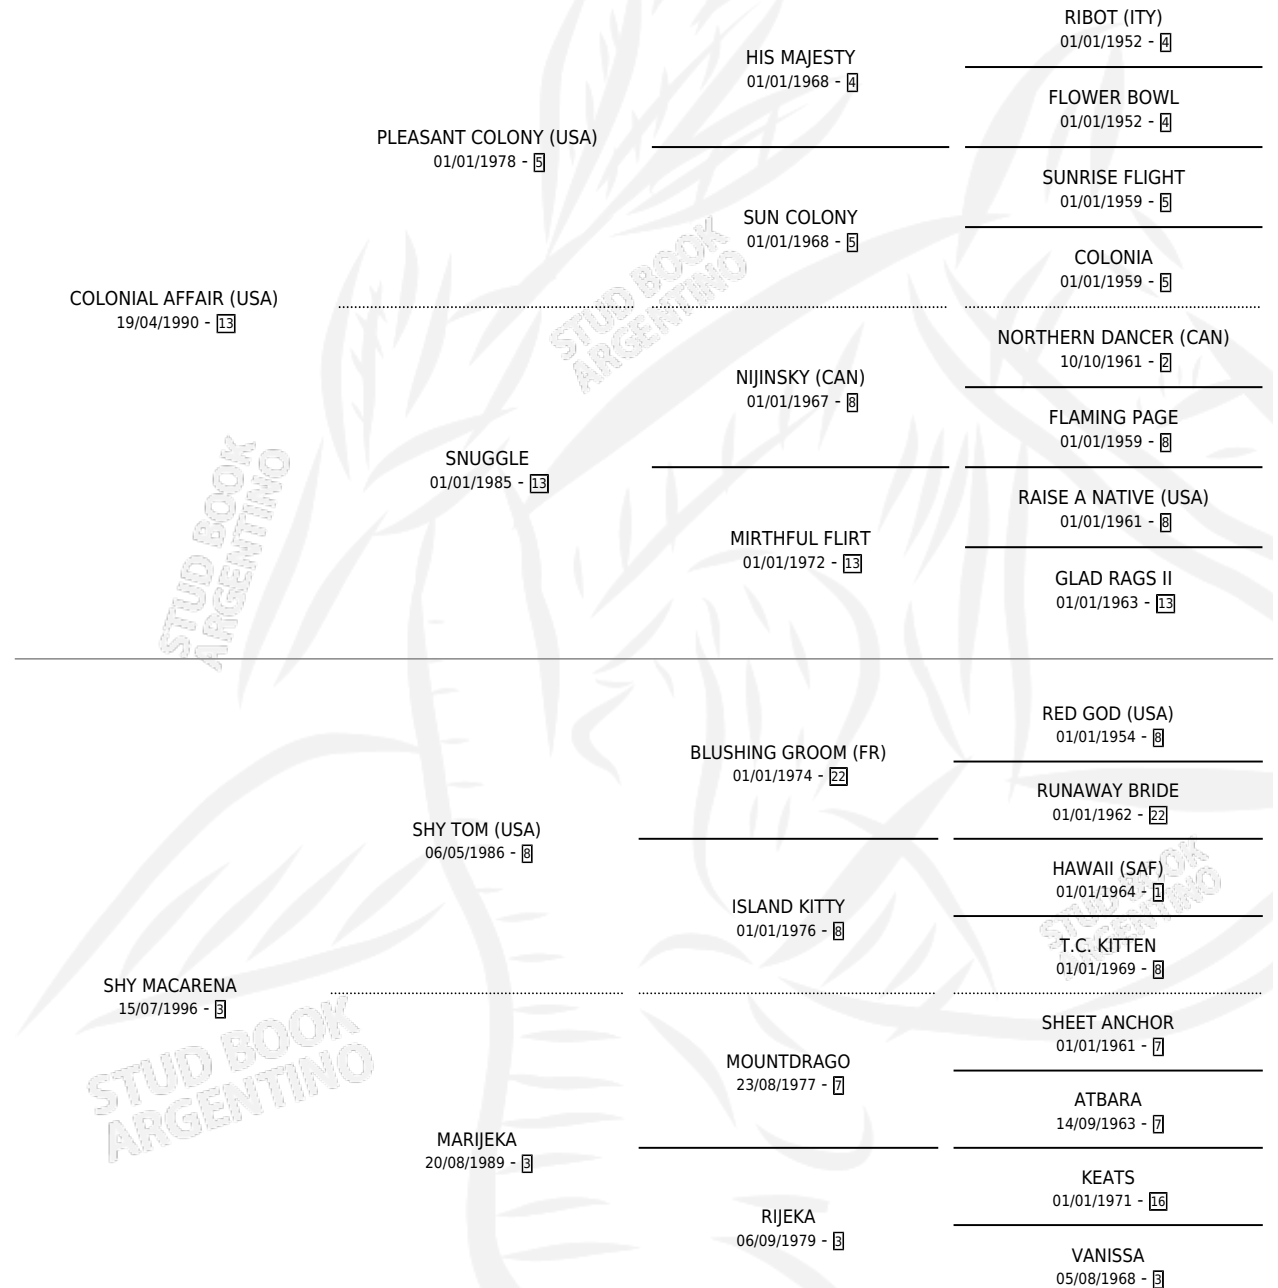 RIBOT (ITY)
01/01/1952 - 4
HIS MAJESTY
01/01/1968 - 4
FLOWER BOWL
01/01/1952 - 4
PLEASANT COLONY (USA)
01/01/1978 - 5
SUNRISE FLIGHT
01/01/1959 - 5
SUN COLONY
01/01/1968 - 5
COLONIA
01/01/1959 - 5
COLONIAL AFFAIR (USA)
19/04/1990 - 13
NORTHERN DANCER (CAN)
10/10/1961 - 2
NIJINSKY (CAN)
01/01/1967 - 8
FLAMING PAGE
01/01/1959 - 8
SNUGGLE
01/01/1985 - 13
RAISE A NATIVE (USA)
01/01/1961 - 8
MIRTHFUL FLIRT
01/01/1972 - 13
GLAD RAGS II
01/01/1963 - 13
RED GOD (USA)
01/01/1954 - 8
BLUSHING GROOM (FR)
01/01/1974 - 22
RUNAWAY BRIDE
01/01/1962 - 22
SHY TOM (USA)
06/05/1986 - 8
HAWAII (SAF)
01/01/1964 - 1
ISLAND KITTY
01/01/1976 - 8
T.C. KITTEN
01/01/1969 - 8
SHY MACARENA
15/07/1996 - 3
SHEET ANCHOR
01/01/1961 - 7
MOUNTDRAGO
23/08/1977 - 7
ATBARA
14/09/1963 - 7
MARIJEKA
20/08/1989 - 3
KEATS
01/01/1971 - 16
RIJEKA
06/09/1979 - 3
VANISSA
05/08/1968 - 3
STUD BOOK
ARGENTINO
STUD BOOK
ARGENTINO
STUD BOOK
ARGENTINO
STUD BOOK
ARGENTINO